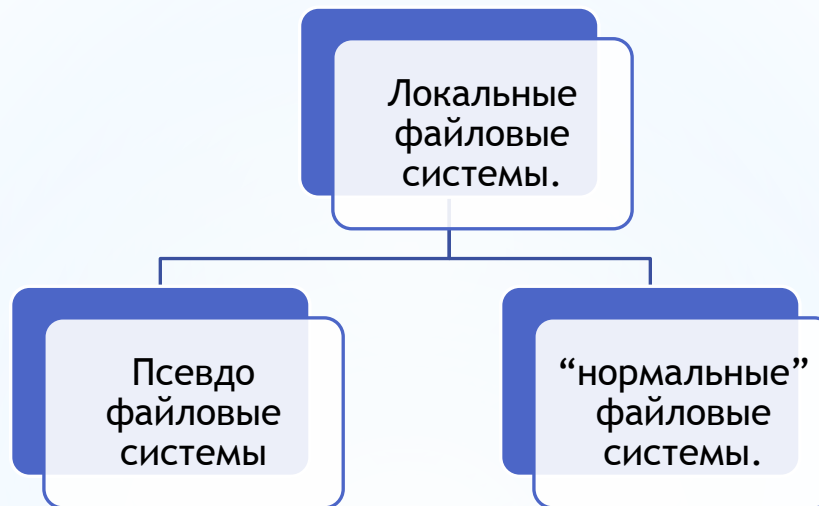 Локальные
файловые
системы.
Псевдо
файловые
системы
“нормальные”
файловые
системы.